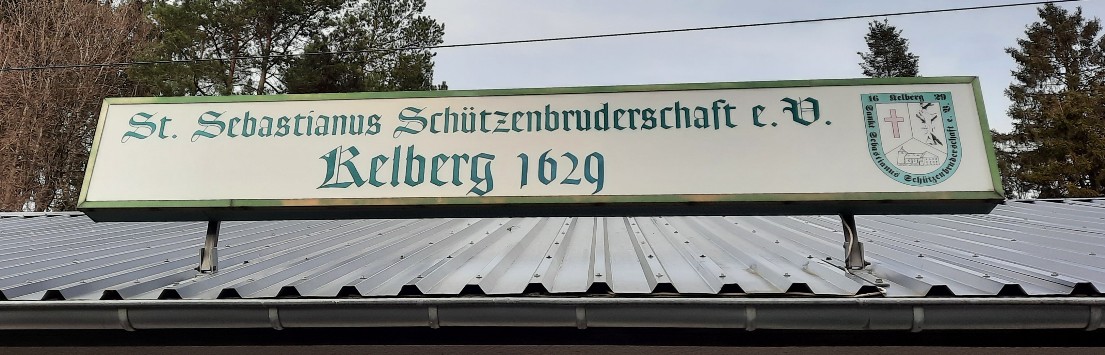 St. Sebastianus Schützenbruderschaft e. V.
Kelberg 1629
16 Kelberg 29
Sankt Sebastianus Schützenbruderschaft e. V.